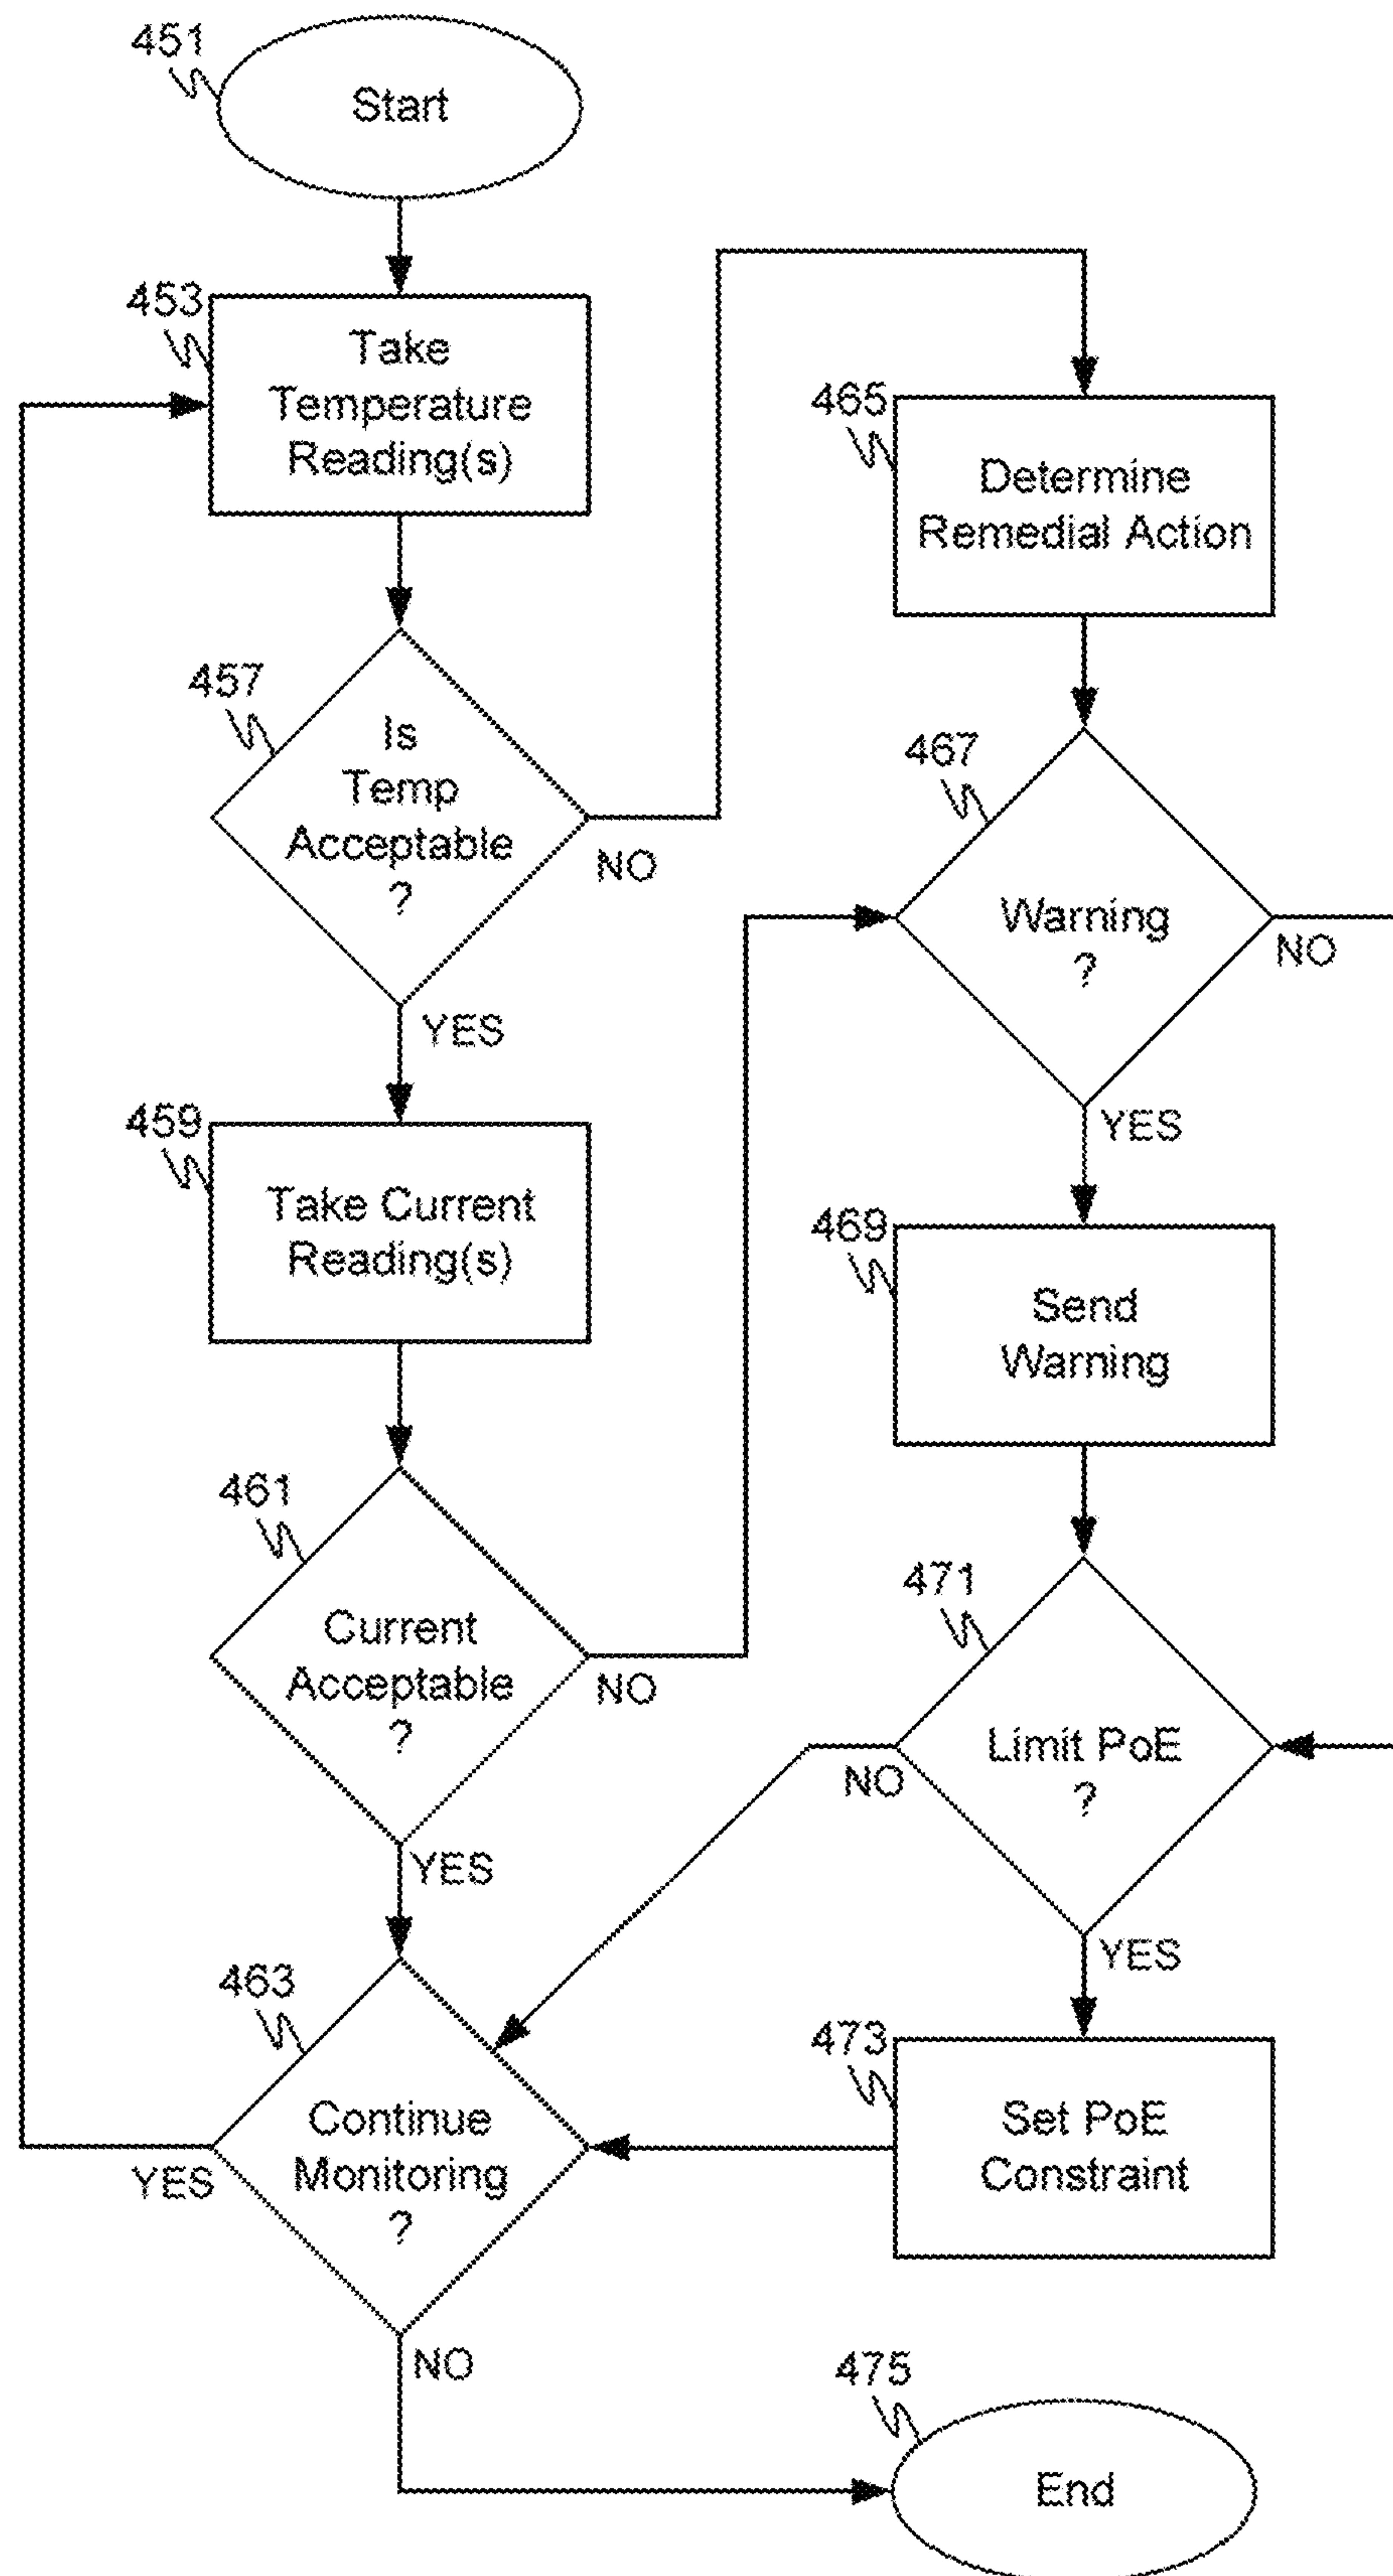 451
Start
453
Take
Temperature
Reading(s)
457
Is
Temp
Acceptable
?
NO
YES
459
Take Current
Reading(s)
461
Current
Acceptable
?
NO
YES
463
Continue
Monitoring
?
YES
NO
465
Determine
Remedial Action
467
Warning
?
NO
YES
469
Send
Warning
471
Limit PoE
?
NO
YES
473
Set PoE
Constraint
475
End